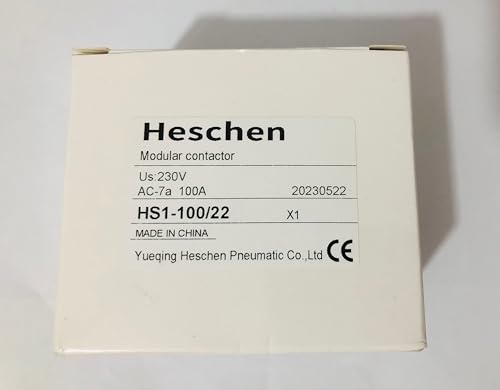 Heschen
Modular contactor
Us:230V
AC-7a 100A 20230522
HS1-100/22 X1
MADE IN CHINA
Yueqing Heschen Pneumatic Co.,Ltd CE